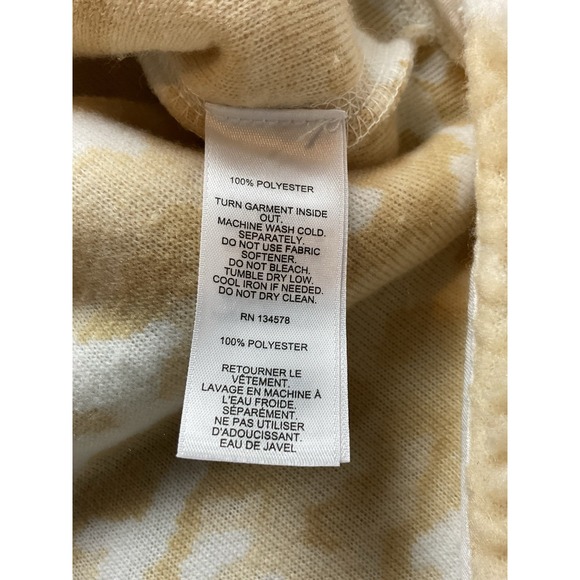 100% POLYESTER
TURN GARMENT INSIDE
OUT.
MACHINE WASH COLD.
SEPARATELY.
DO NOT USE FABRIC
SOFTENER.
DO NOT BLEACH.
TUMBLE DRY LOW.
COOL IRON IF NEEDED.
DO NOT DRY CLEAN.
RN 134578
100% POLYESTER
RETOURNER LE
VÊTEMENT.
LAVAGE EN MACHINE À
L'EAU FROIDE.
SÉPARÉMENT.
NE PAS UTILISER
D'ADOUCISSANT.
EAU DE JAVEL